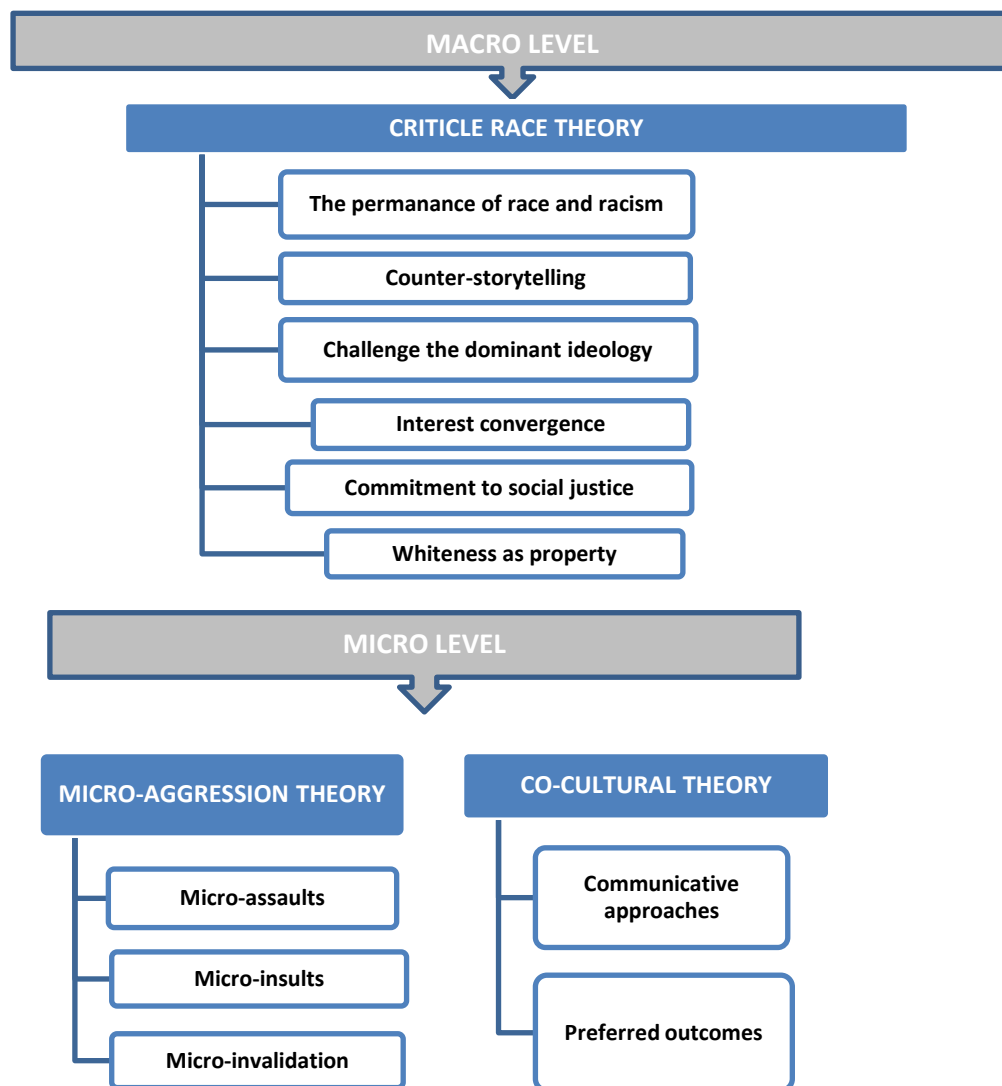 MACRO LEVEL
CRITICLE RACE THEORY
The permanance of race and racism
Counter-storytelling
Challenge the dominant ideology
Interest convergence
Commitment to social justice
Whiteness as property
MICRO LEVEL
MICRO-AGGRESSION THEORY
Micro-assaults
Micro-insults
Micro-invalidation
CO-CULTURAL THEORY
Communicative
approaches
Preferred outcomes